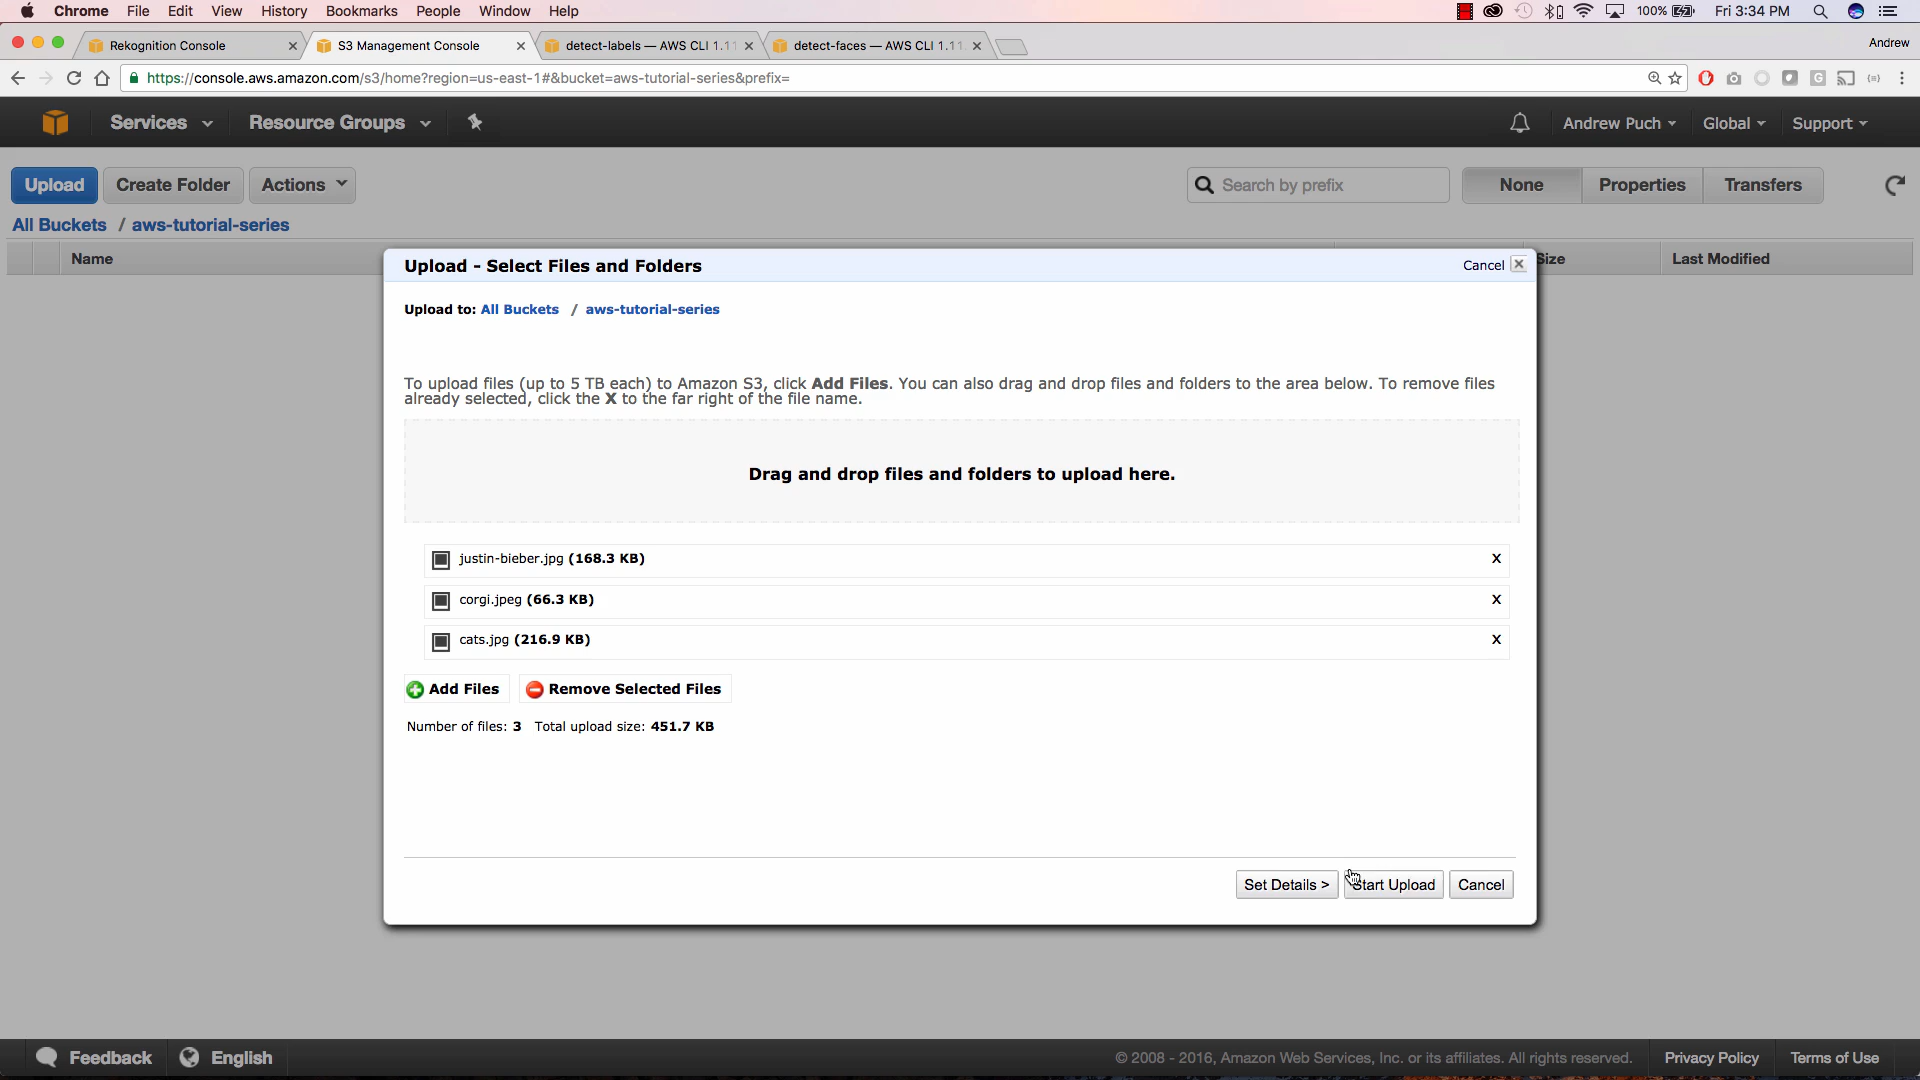 Chrome File Edit View History Bookmarks People Window Help 100% Fri 3:34 PM
Rekognition Console S3 Management Console detect-labels — AWS CLI 1.11 detect-faces — AWS CLI 1.11 Andrew
https://console.aws.amazon.com/s3/home?region=us-east-1#&bucket=aws-tutorial-series&prefix=
Services Resource Groups Andrew Puch Global Support
Upload Create Folder Actions Search by prefix None Properties Transfers
All Buckets / aws-tutorial-series
Name Size Last Modified
Upload - Select Files and Folders Cancel
Upload to: All Buckets / aws-tutorial-series
To upload files (up to 5 TB each) to Amazon S3, click Add Files. You can also drag and drop files and folders to the area below. To remove files
already selected, click the X to the far right of the file name.
Drag and drop files and folders to upload here.
justin-bieber.jpg (168.3 KB) X
corgi.jpeg (66.3 KB) X
cats.jpg (216.9 KB) X
Add Files Remove Selected Files
Number of files: 3 Total upload size: 451.7 KB
Set Details > Start Upload Cancel
Feedback English © 2008 - 2016, Amazon Web Services, Inc. or its affiliates. All rights reserved. Privacy Policy Terms of Use